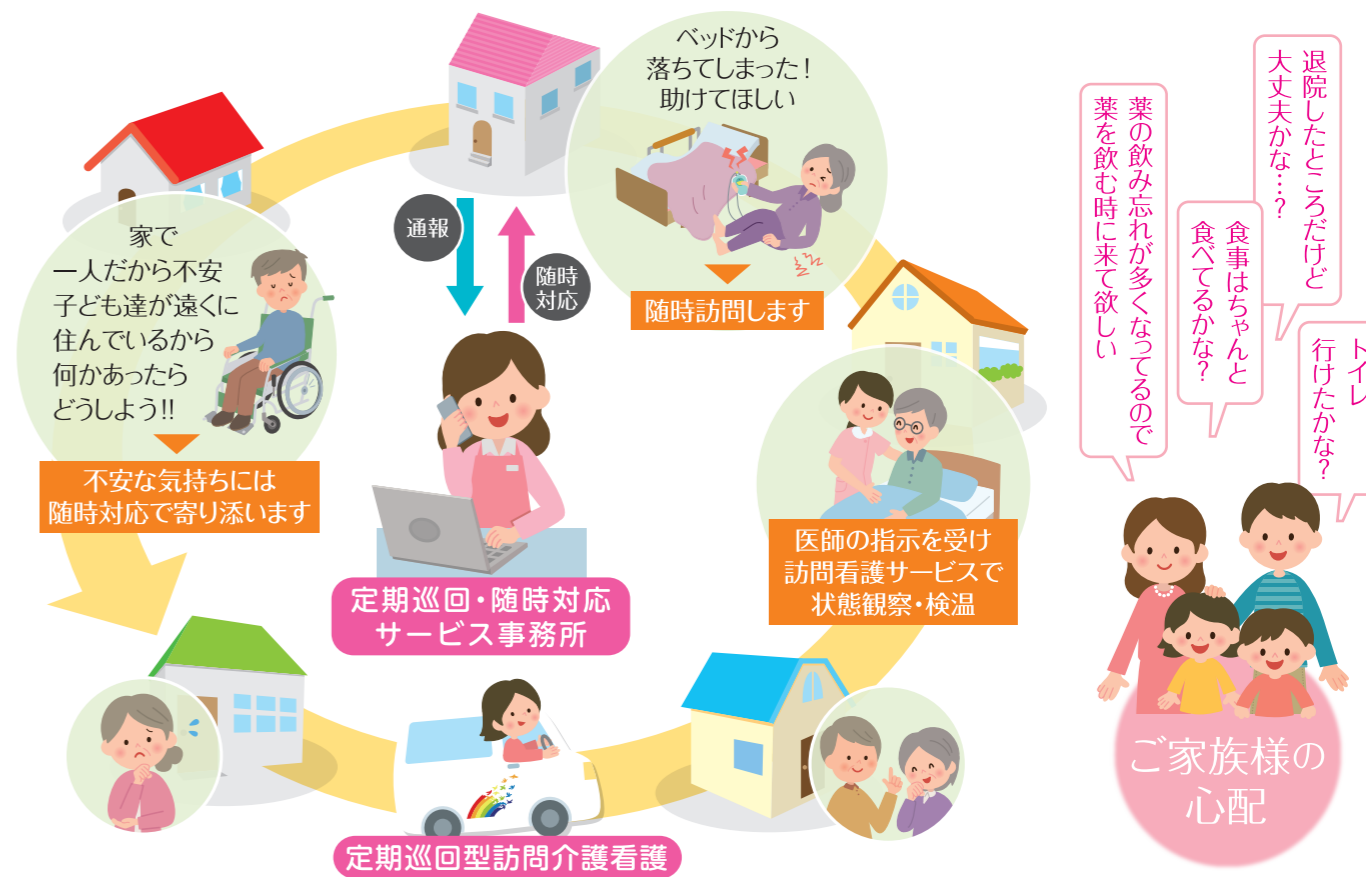 ベッドから
落ちてしまった！
助けてほしい
随時訪問します
通報
随時
対応
家で
一人だから不安
子ども達が遠くに
住んでいるから
何かあったら
どうしよう!!
不安な気持ちには
随時対応で寄り添います
定期巡回・随時対応
サービス事務所
医師の指示を受け
訪問看護サービスで
状態観察・検温
定期巡回型訪問介護看護
退院したところだけど
大丈夫かな…？
薬の飲み忘れが多くなってるので
薬を飲む時に来て欲しい
食事はちゃんと
食べてるかな？
トイレ
行けたかな？
ご家族様の
心配